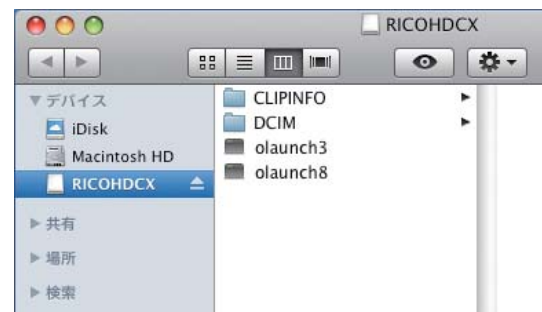 RICOHDCX
デバイス
iDisk
Macintosh HD
RICOHDCX
共有
場所
検索
CLIPINFO
DCIM
olaunch3
olaunch8